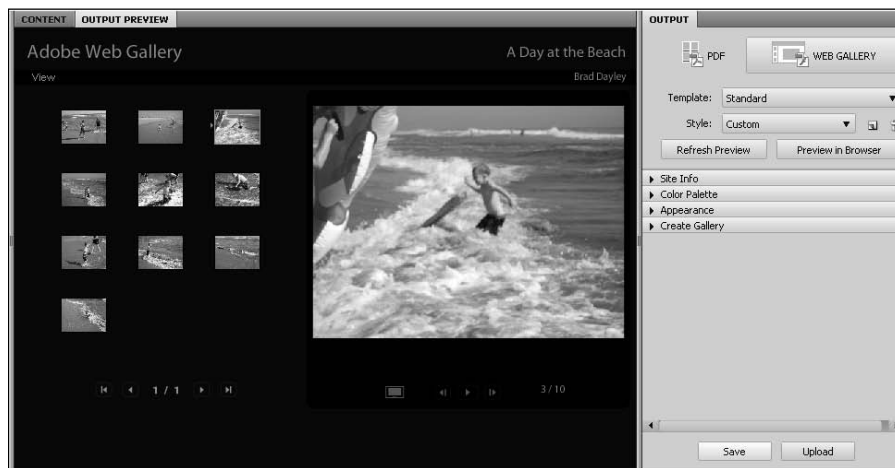 CONTENT OUTPUT PREVIEW
Adobe Web Gallery
A Day at the Beach
View
Brad Dayley
1 / 1
3 / 10
OUTPUT
PDF
WEB GALLERY
Template: Standard
Style: Custom
Refresh Preview
Preview in Browser
Site Info
Color Palette
Appearance
Create Gallery
Save
Upload